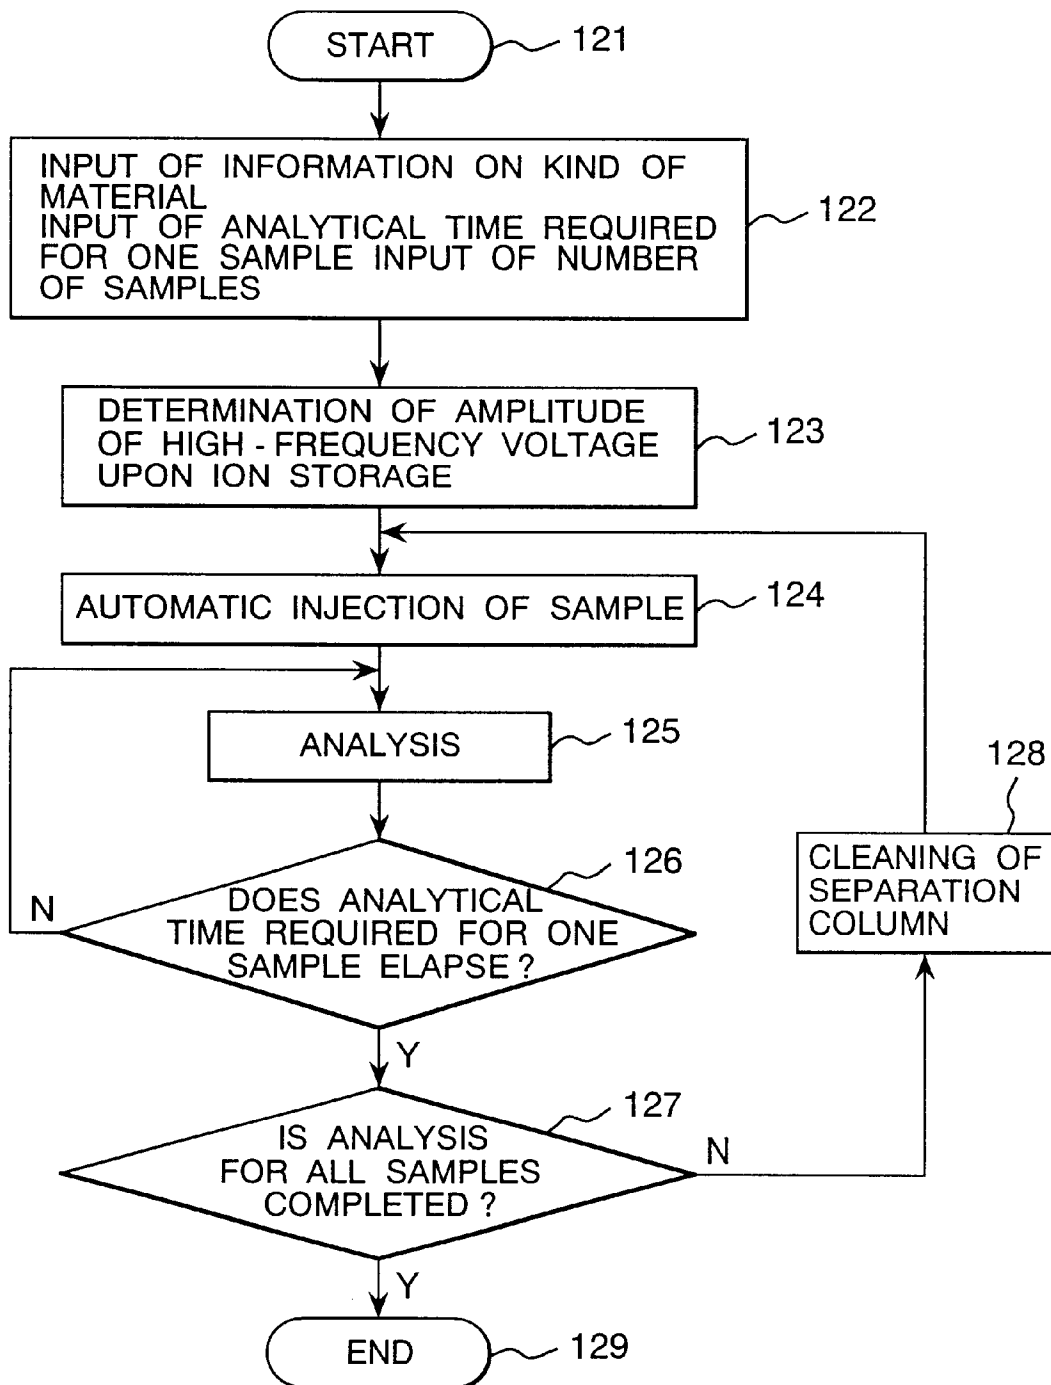 START
121
INPUT OF INFORMATION ON KIND OF
MATERIAL
INPUT OF ANALYTICAL TIME REQUIRED
FOR ONE SAMPLE INPUT OF NUMBER
OF SAMPLES
122
DETERMINATION OF AMPLITUDE
OF HIGH - FREQUENCY VOLTAGE
UPON ION STORAGE
123
AUTOMATIC INJECTION OF SAMPLE
124
ANALYSIS
125
DOES ANALYTICAL
TIME REQUIRED FOR ONE
SAMPLE ELAPSE ?
126
N
Y
IS ANALYSIS
FOR ALL SAMPLES
COMPLETED ?
127
N
128
CLEANING OF
SEPARATION
COLUMN
Y
END
129